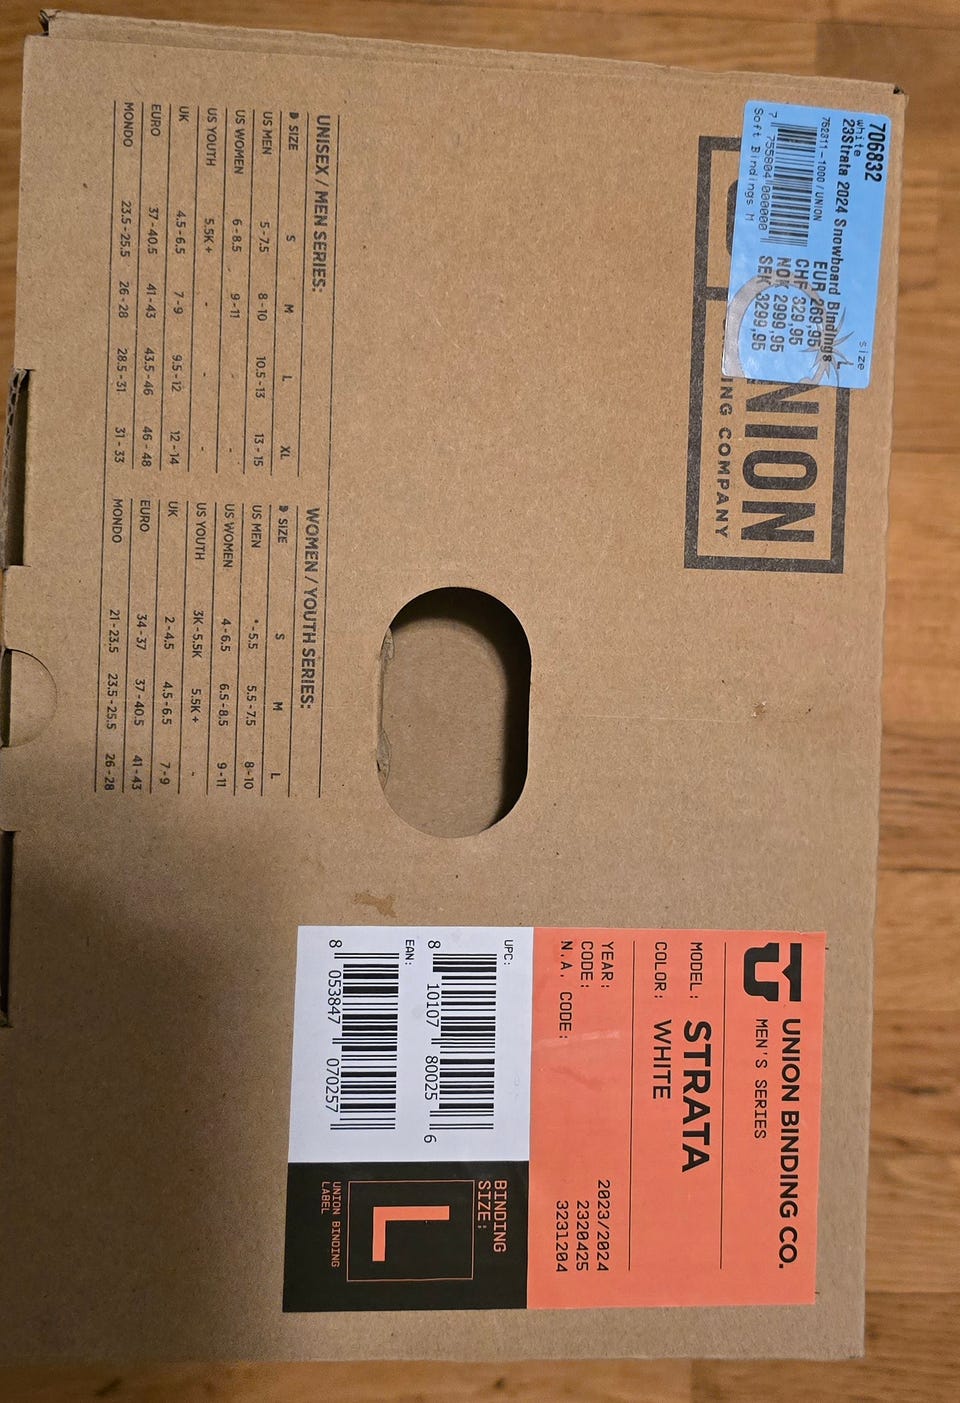 706832
white
size
23Strata 2024 Snowboard Bindings L
752311-1000/UNION
EUR 269,95
CHF 329,95
NOK 2999,95
SEK 3299,95
7 755804 000000
Soft Bindings M
NION
ING COMPANY
UNISEX / MEN SERIES:
SIZE S M L XL
US MEN 5-7.5 8-10 10.5-13 13-15
US WOMEN 6-8.5 9-11 - -
US YOUTH 5.5K+ - - -
UK 4.5-6.5 7-9 9.5-12 12-14
EURO 37-40.5 41-43 43.5-46 46-48
MONDO 23.5-25.5 26-28 28.5-31 31-33
WOMEN / YOUTH SERIES:
SIZE S M L
US MEN *-5.5 5.5-7.5 8-10
US WOMEN 4-6.5 6.5-8.5 9-11
US YOUTH 3K-5.5K 5.5K+ -
UK 2-4.5 4.5-6.5 7-9
EURO 34-37 37-40.5 41-43
MONDO 21-23.5 23.5-25.5 26-28
UNION BINDING CO.
MEN'S SERIES
MODEL: STRATA
COLOR: WHITE
YEAR: 2023/2024
CODE: 2320425
N.A. CODE: 3231204
UPC:
8 10107 80025 6
EAN:
8 053847 070257
BINDING
SIZE:
L
UNION BINDING
LABEL